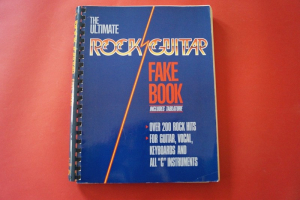 THE
ULTIMATE
ROCK GUITAR
FAKE
BOOK
INCLUDES TABLATURE
• OVER 200 ROCK HITS
• FOR GUITAR, VOCAL,
KEYBOARDS AND
ALL "C" INSTRUMENTS